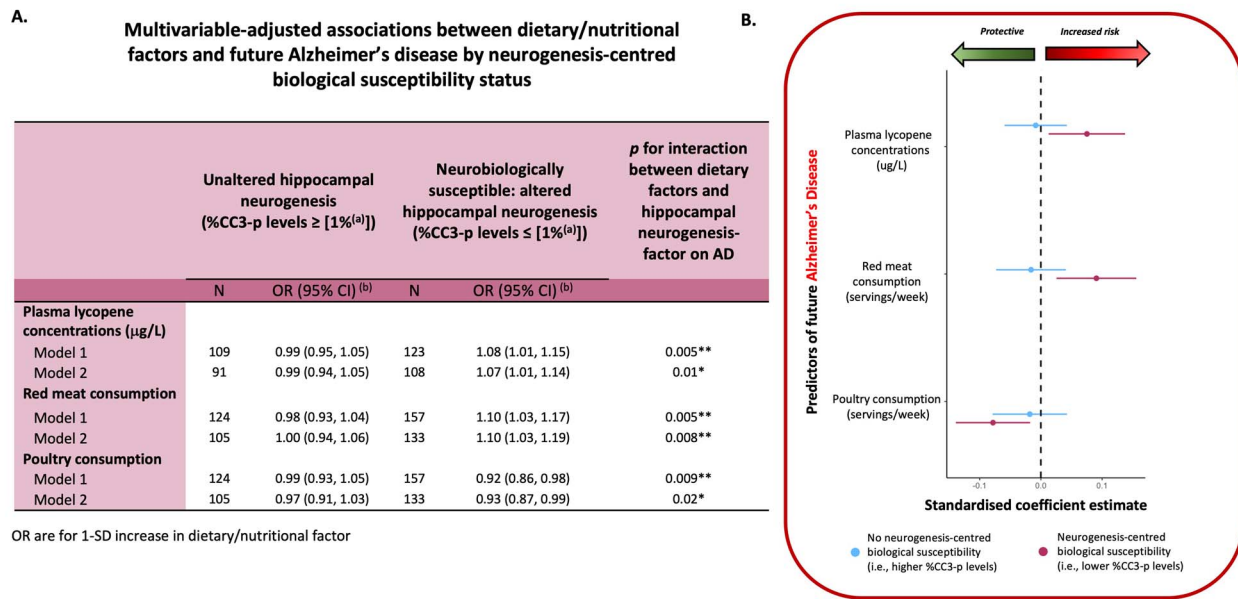 A.
Multivariable-adjusted associations between dietary/nutritional
factors and future Alzheimer's disease by neurogenesis-centred
biological susceptibility status
Unaltered hippocampal
neurogenesis
(%CC3-p levels ≥ [1%(a)])
Neurobiologically
susceptible: altered
hippocampal neurogenesis
(%CC3-p levels ≤ [1%(a)])
p for interaction
between dietary
factors and
hippocampal
neurogenesis-
factor on AD
N OR (95% CI) (b) N OR (95% CI) (b)
Plasma lycopene
concentrations (μg/L)
Model 1 109 0.99 (0.95, 1.05) 123 1.08 (1.01, 1.15) 0.005**
Model 2 91 0.99 (0.94, 1.05) 108 1.07 (1.01, 1.14) 0.01*
Red meat consumption
Model 1 124 0.98 (0.93, 1.04) 157 1.10 (1.03, 1.17) 0.005**
Model 2 105 1.00 (0.94, 1.06) 133 1.10 (1.03, 1.19) 0.008**
Poultry consumption
Model 1 124 0.99 (0.93, 1.05) 157 0.92 (0.86, 0.98) 0.009**
Model 2 105 0.97 (0.91, 1.03) 133 0.93 (0.87, 0.99) 0.02*
OR are for 1-SD increase in dietary/nutritional factor
B.
Protective Increased risk
Predictors of future Alzheimer's Disease
Plasma lycopene
concentrations
(ug/L)
Red meat
consumption
(servings/week)
Poultry consumption
(servings/week)
-0.1 0.0 0.1
Standardised coefficient estimate
No neurogenesis-centred
biological susceptibility
(i.e., higher %CC3-p levels)
Neurogenesis-centred
biological susceptibility
(i.e., lower %CC3-p levels)